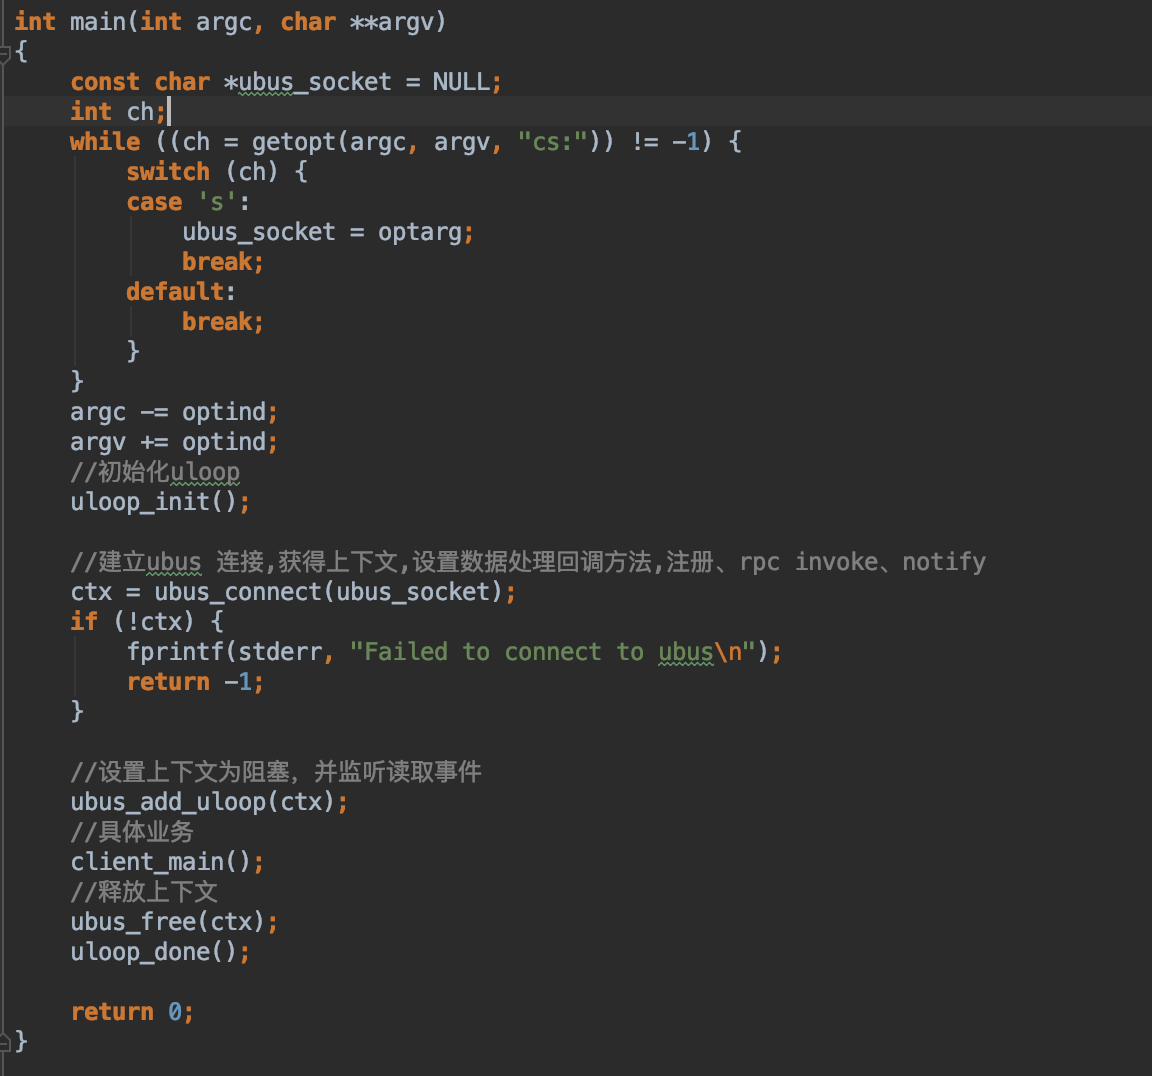 int main(int argc, char **argv)
{
    const char *ubus_socket = NULL;
    int ch;
    while ((ch = getopt(argc, argv, "cs:")) != -1) {
        switch (ch) {
        case 's':
            ubus_socket = optarg;
            break;
        default:
            break;
        }
    }
    argc -= optind;
    argv += optind;
    //初始化uloop
    uloop_init();

    //建立ubus 连接,获得上下文,设置数据处理回调方法,注册、rpc invoke、notify
    ctx = ubus_connect(ubus_socket);
    if (!ctx) {
        fprintf(stderr, "Failed to connect to ubus\n");
        return -1;
    }

    //设置上下文为阻塞，并监听读取事件
    ubus_add_uloop(ctx);
    //具体业务
    client_main();
    //释放上下文
    ubus_free(ctx);
    uloop_done();

    return 0;
}